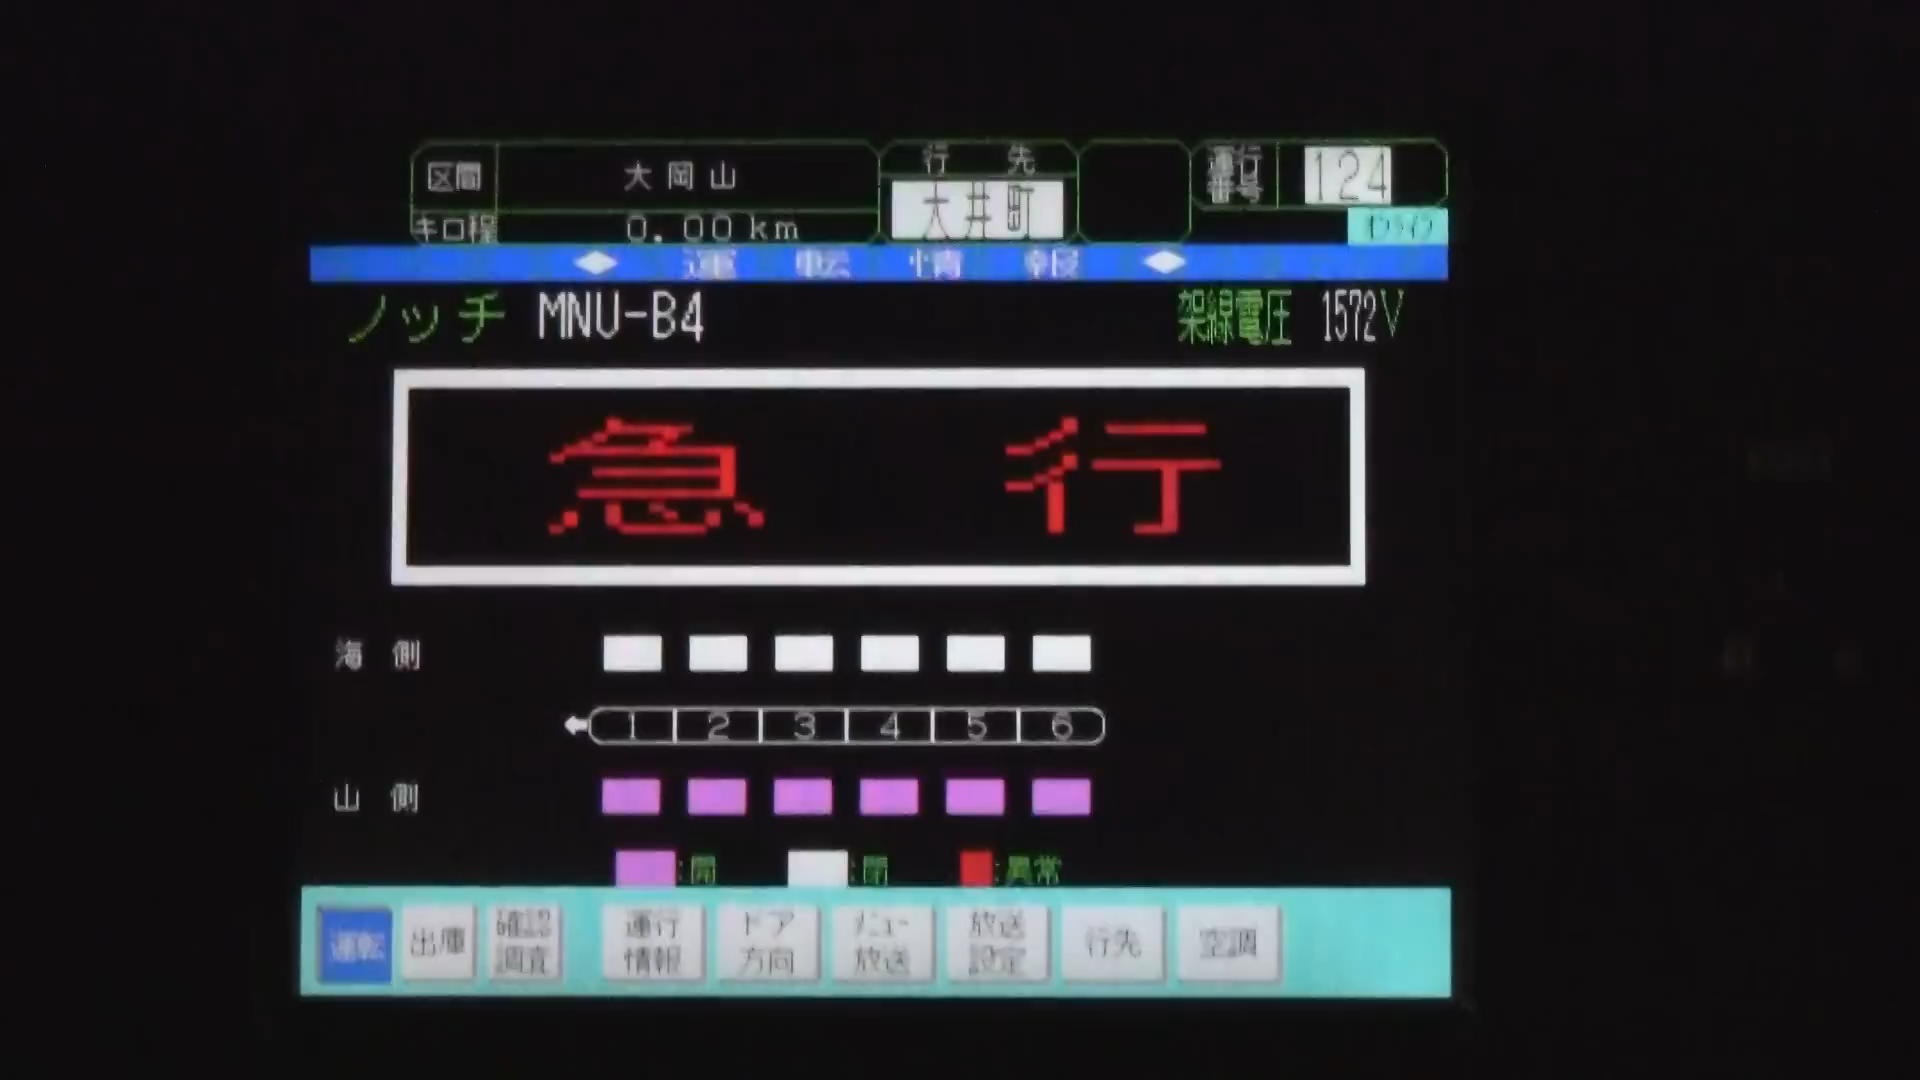 区間 大岡山
行先
大井町
運行番号 124
キロ程 0.00km
運転情報
ノッチ MNU-B4
架線電圧 1572V
急行
海側
1 2 3 4 5 6
山側
:開 :閉 :異常
運転
出庫
確認調査
運行情報
ドア方向
ﾒﾆｭｰ放送
放送設定
行先
空調